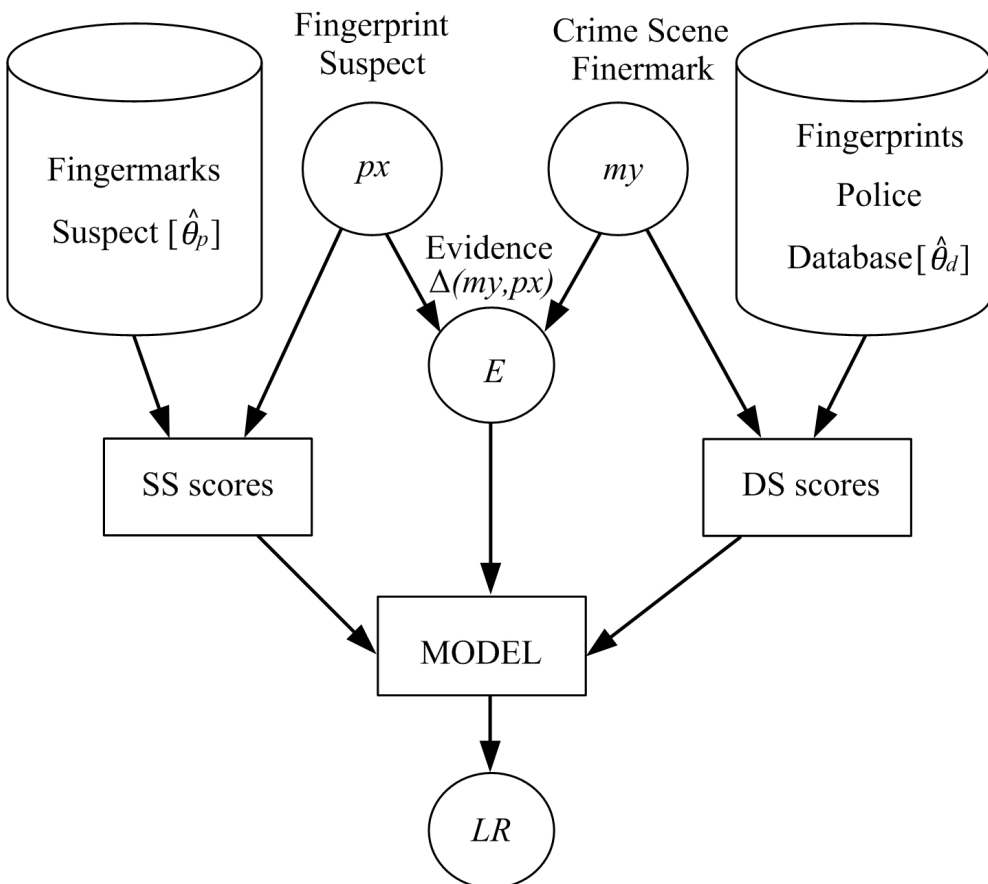 Fingerprint
Suspect
Crime Scene
Finermark
Fingermarks
Suspect [θ̂p]
px
my
Fingerprints
Police
Database[θ̂d]
Evidence
Δ(my,px)
E
SS scores
DS scores
MODEL
LR